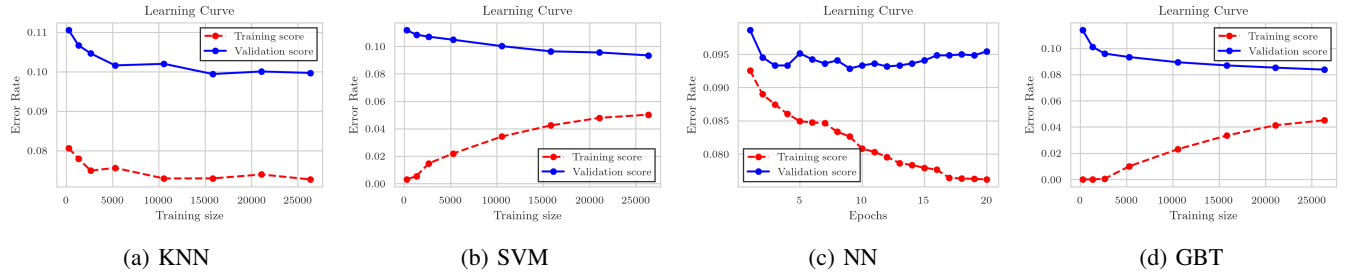 Learning Curve
Error Rate
0.11
0.10
0.09
0.08
0
5000
10000
15000
20000
25000
Training size
Training score
Validation score
(a) KNN
Learning Curve
Error Rate
0.10
0.08
0.06
0.04
0.02
0.00
0
5000
10000
15000
20000
25000
Training size
Training score
Validation score
(b) SVM
Learning Curve
Error Rate
0.095
0.090
0.085
0.080
5
10
15
20
Epochs
Training score
Validation score
(c) NN
Learning Curve
Error Rate
0.10
0.08
0.06
0.04
0.02
0.00
0
5000
10000
15000
20000
25000
Training size
Training score
Validation score
(d) GBT